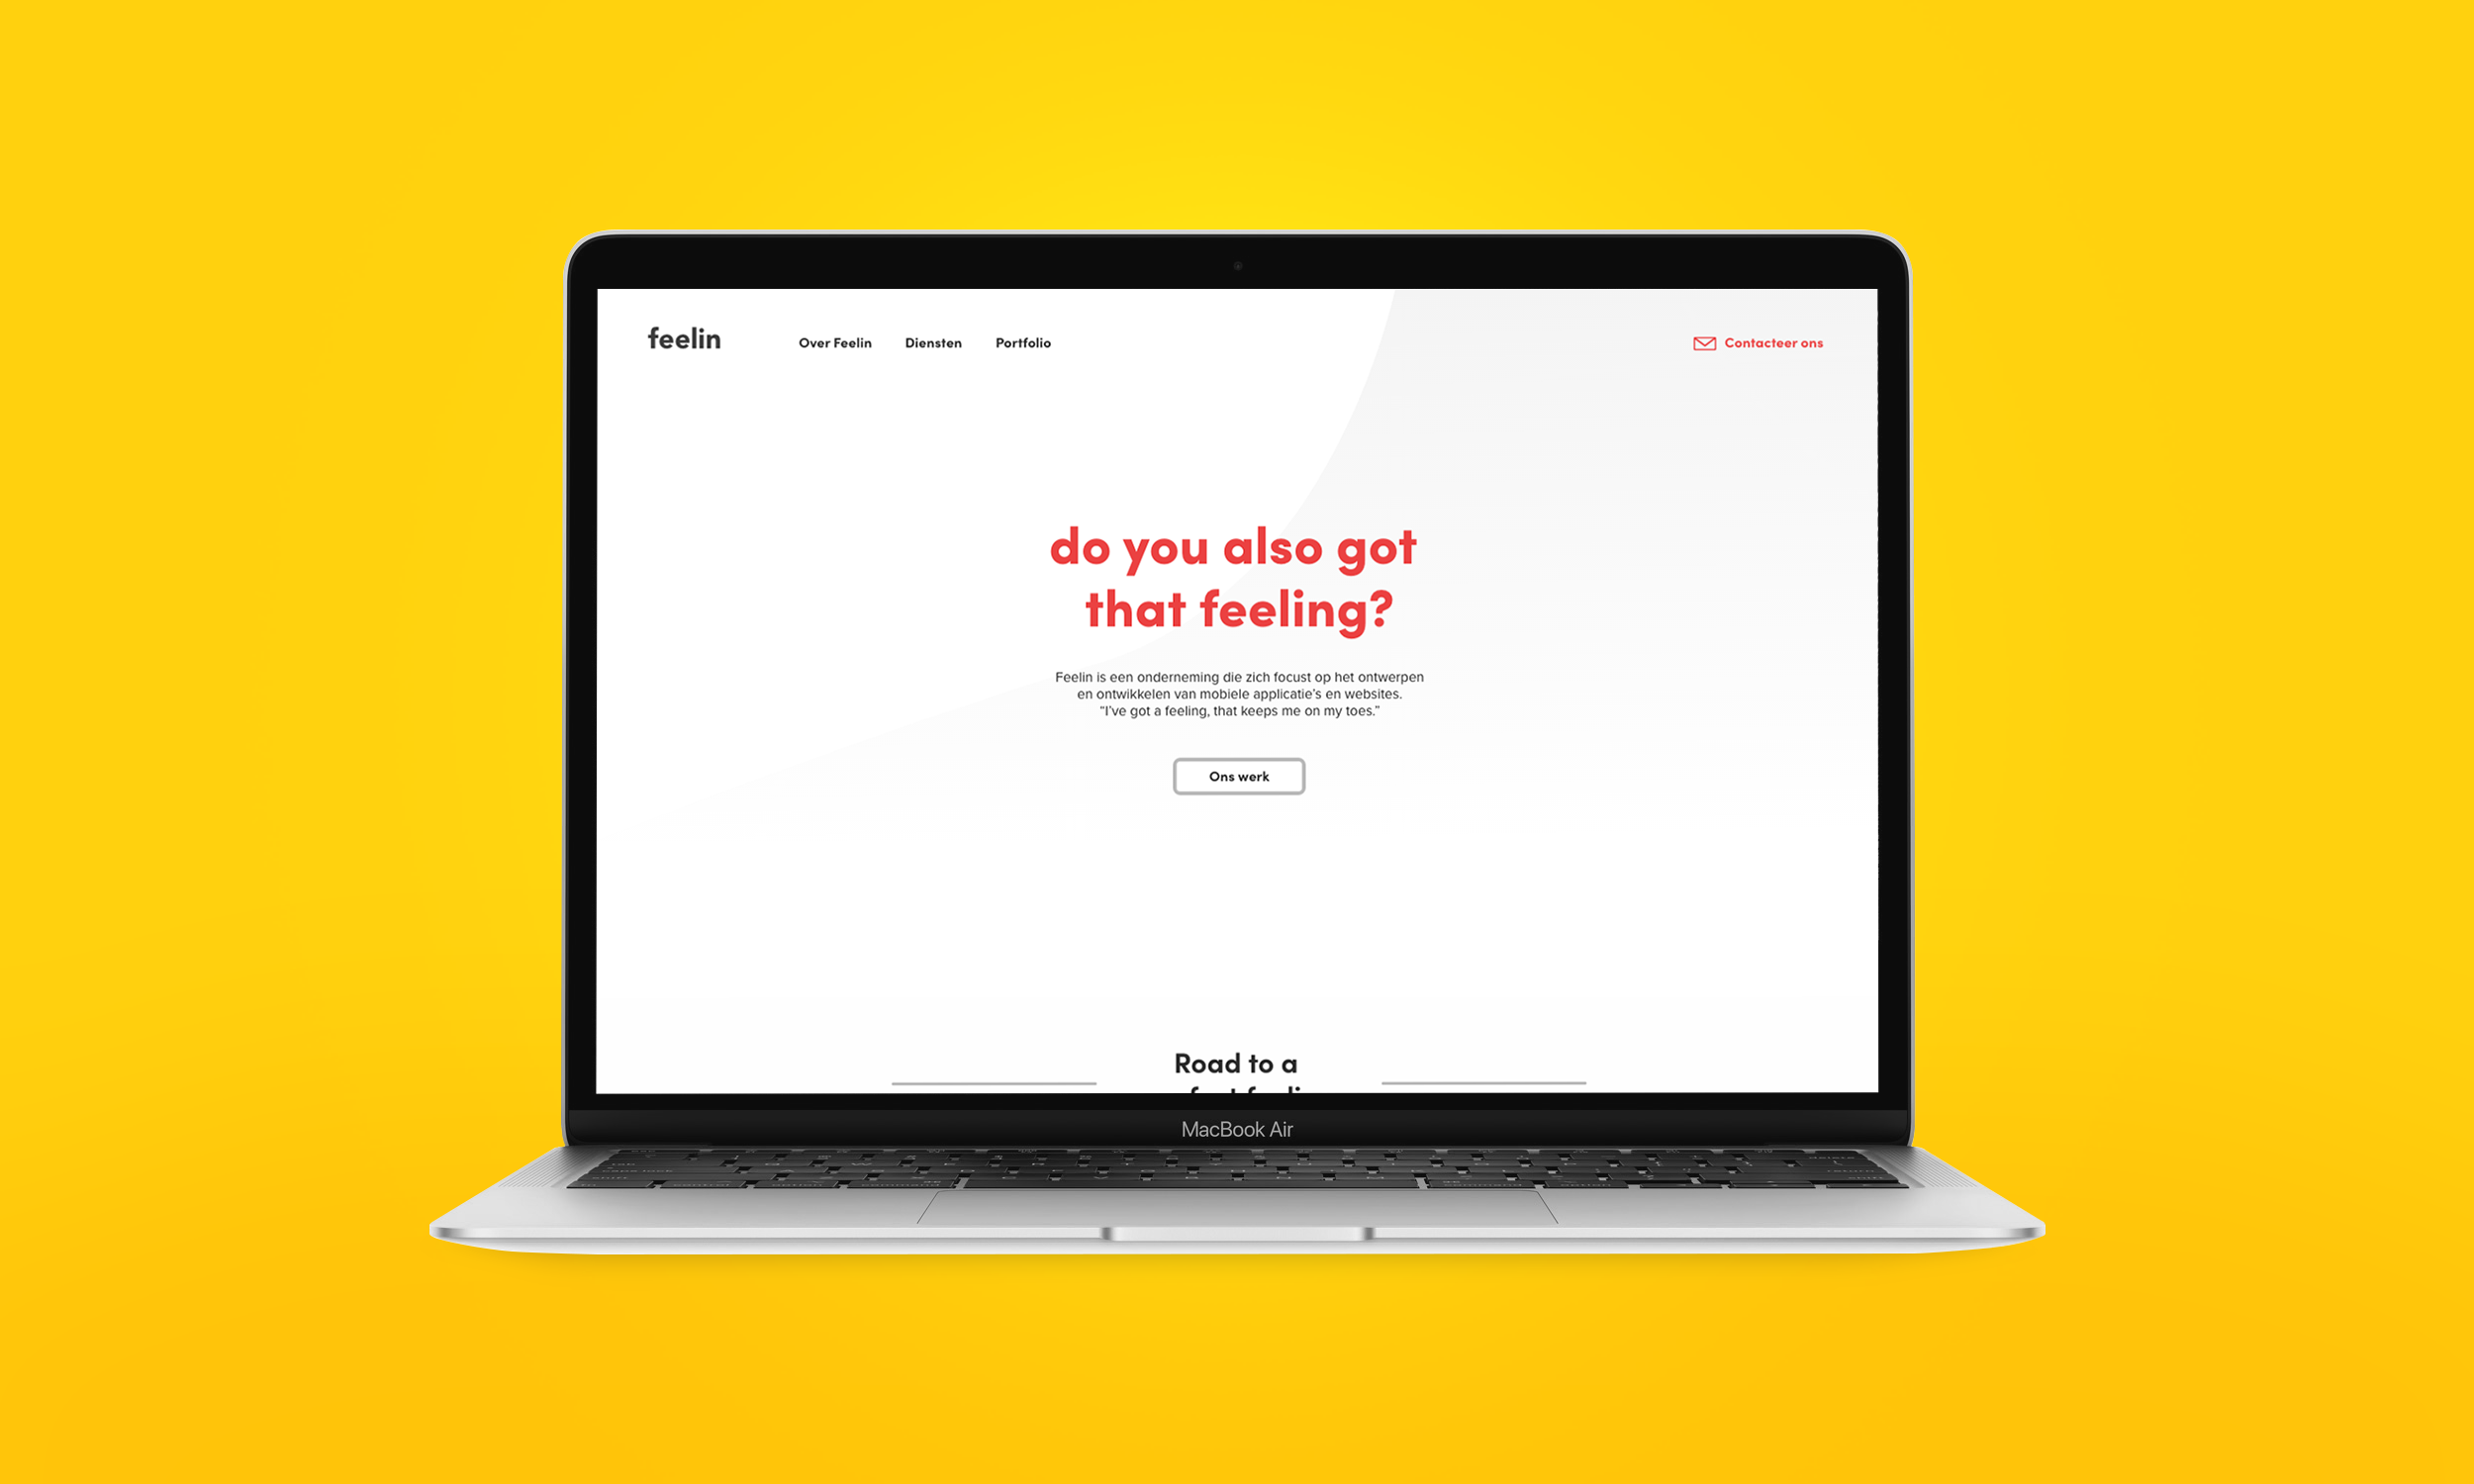 feelin
Over Feelin
Diensten
Portfolio
Contacteer ons
do you also got
that feeling?
Feelin is een onderneming die zich focust op het ontwerpen
en ontwikkelen van mobiele applicatie’s en websites.
“I’ve got a feeling, that keeps me on my toes.”
Ons werk
Road to a
MacBook Air